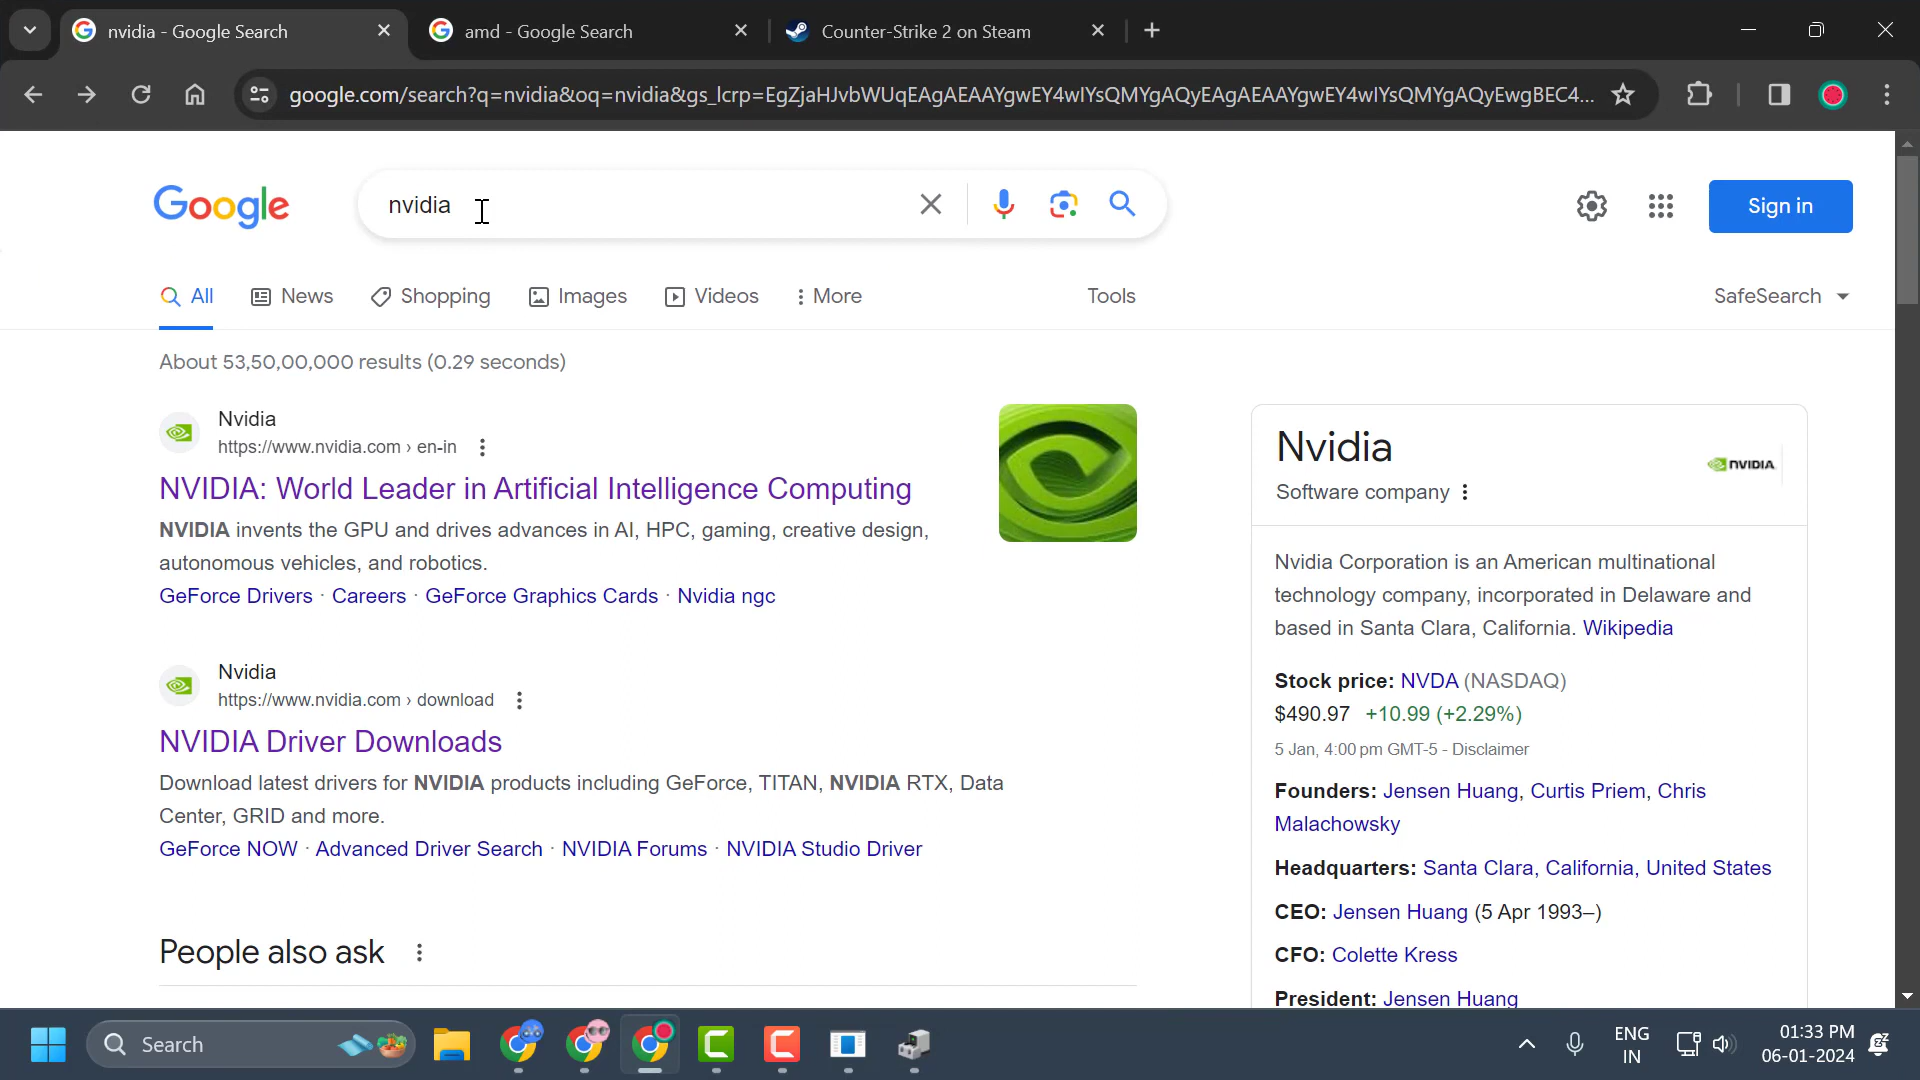 nvidia - Google Search
amd - Google Search
Counter-Strike 2 on Steam
google.com/search?q=nvidia&oq=nvidia&gs_lcrp=EgZjaHJvbWUqEAgAEAAYgwEY4wIYsQMYgAQyEAgAEAAYgwEY4wIYsQMYgAQyEwgBEC4...
Google
nvidia
Sign in
All
News
Shopping
Images
Videos
More
Tools
SafeSearch
About 53,50,00,000 results (0.29 seconds)
Nvidia
https://www.nvidia.com › en-in
NVIDIA: World Leader in Artificial Intelligence Computing
NVIDIA invents the GPU and drives advances in AI, HPC, gaming, creative design,
autonomous vehicles, and robotics.
GeForce Drivers · Careers · GeForce Graphics Cards · Nvidia ngc
Nvidia
https://www.nvidia.com › download
NVIDIA Driver Downloads
Download latest drivers for NVIDIA products including GeForce, TITAN, NVIDIA RTX, Data
Center, GRID and more.
GeForce NOW · Advanced Driver Search · NVIDIA Forums · NVIDIA Studio Driver
People also ask
Nvidia
NVIDIA
Software company
Nvidia Corporation is an American multinational
technology company, incorporated in Delaware and
based in Santa Clara, California. Wikipedia
Stock price: NVDA (NASDAQ)
$490.97 +10.99 (+2.29%)
5 Jan, 4:00 pm GMT-5 - Disclaimer
Founders: Jensen Huang, Curtis Priem, Chris
Malachowsky
Headquarters: Santa Clara, California, United States
CEO: Jensen Huang (5 Apr 1993–)
CFO: Colette Kress
President: Jensen Huang
Search
ENG
IN
01:33 PM
06-01-2024